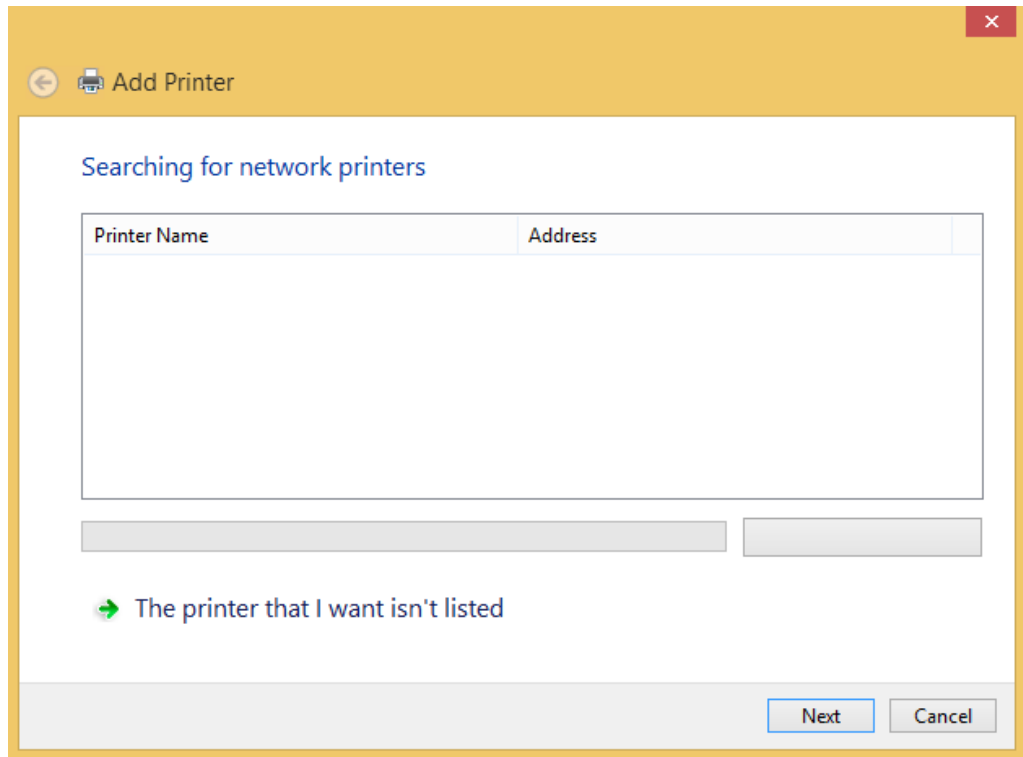 Add Printer
Searching for network printers
Printer Name Address
The printer that I want isn't listed
Next Cancel